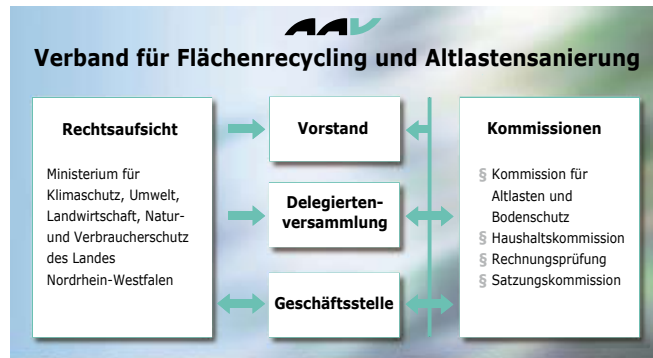 AAV
Verband für Flächenrecycling und Altlastensanierung
Rechtsaufsicht
Ministerium für
Klimaschutz, Umwelt,
Landwirtschaft, Natur-
und Verbraucherschutz
des Landes
Nordrhein-Westfalen
Vorstand
Delegierten-
versammlung
Geschäftsstelle
Kommissionen
§ Kommission für
Altlasten und
Bodenschutz
§ Haushaltskommission
§ Rechnungsprüfung
§ Satzungskommission